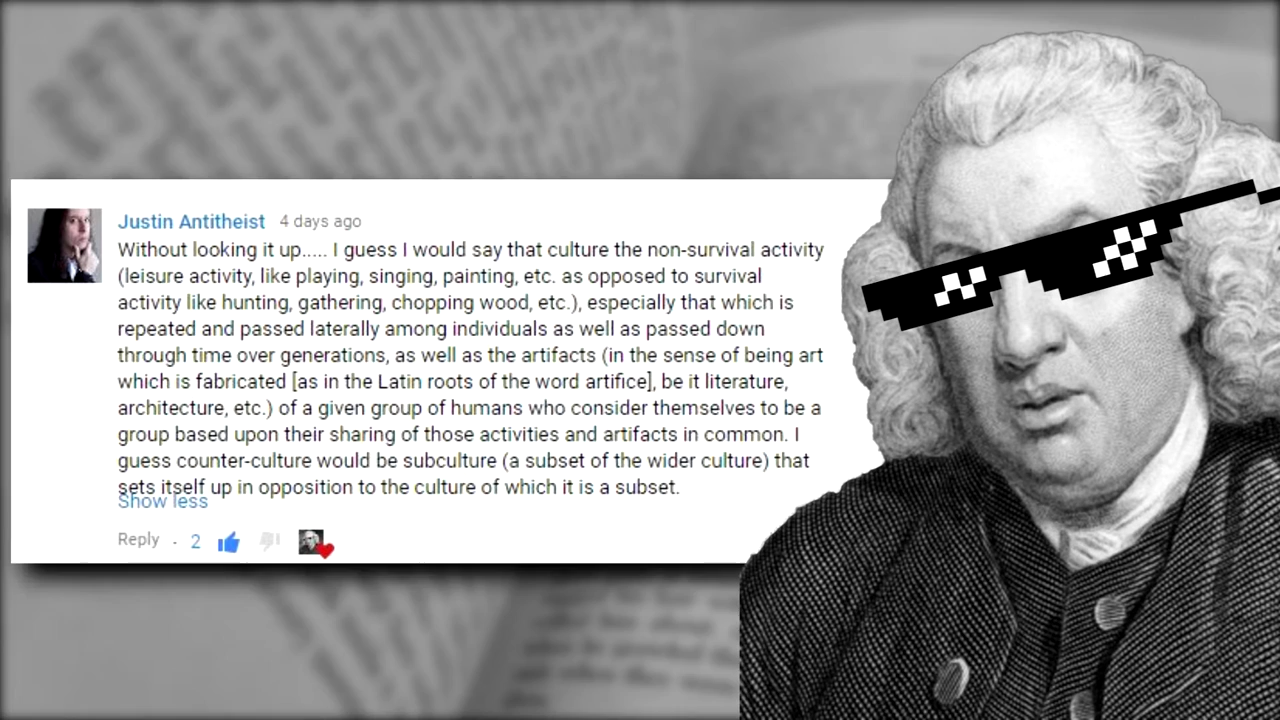 Justin Antitheist 4 days ago
Without looking it up..... I guess I would say that culture the non-survival activity
(leisure activity, like playing, singing, painting, etc. as opposed to survival
activity like hunting, gathering, chopping wood, etc.), especially that which is
repeated and passed laterally among individuals as well as passed down
through time over generations, as well as the artifacts (in the sense of being art
which is fabricated [as in the Latin roots of the word artifice], be it literature,
architecture, etc.) of a given group of humans who consider themselves to be a
group based upon their sharing of those activities and artifacts in common. I
guess counter-culture would be subculture (a subset of the wider culture) that
sets itself up in opposition to the culture of which it is a subset.
Show less
Reply · 2